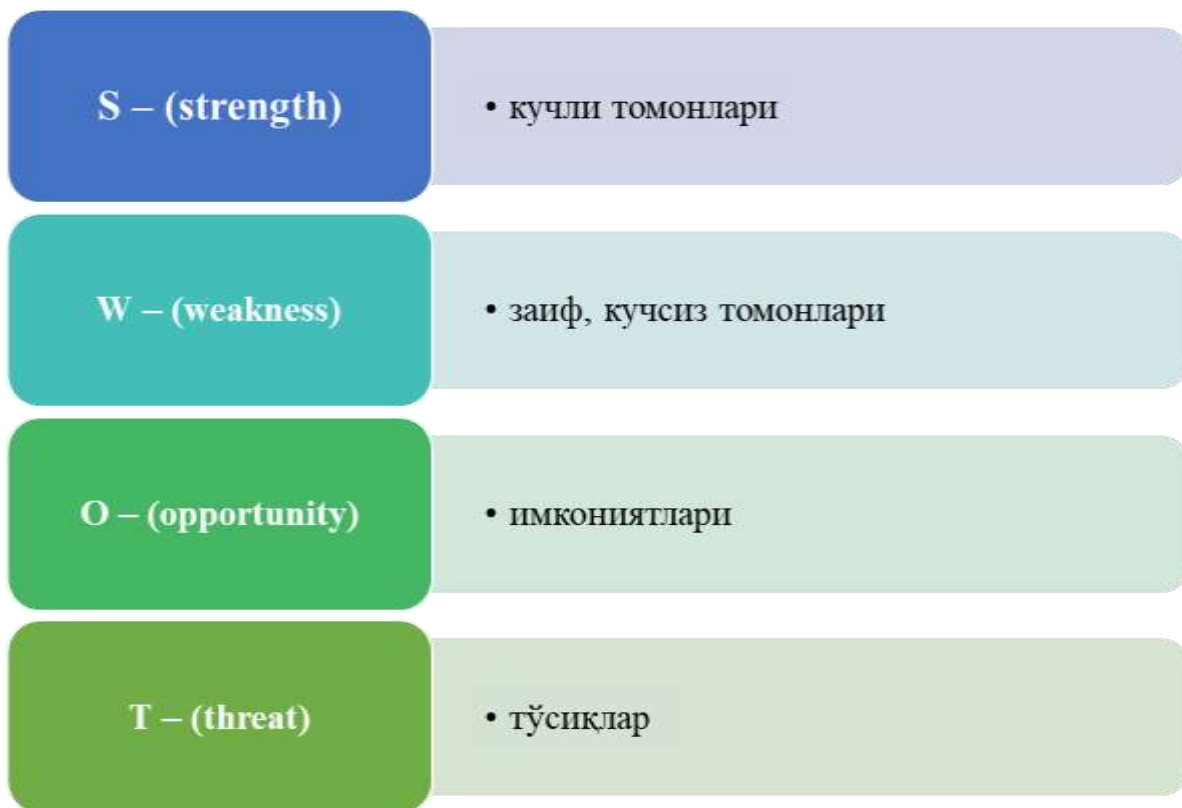 S – (strength)
• кучли томонлари
W – (weakness)
• заиф, кучсиз томонлари
O – (opportunity)
• имкониятлари
T – (threat)
• тўсиқлар